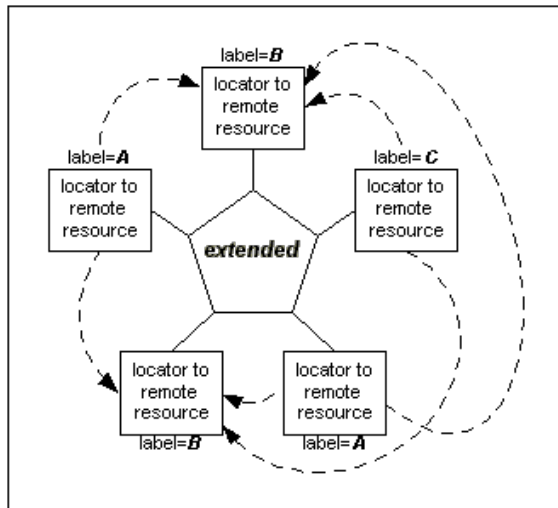 label=B
locator to
remote
resource
label=A
locator to
remote
resource
label=C
locator to
remote
resource
extended
locator to
remote
resource
label=B
locator to
remote
resource
label=A